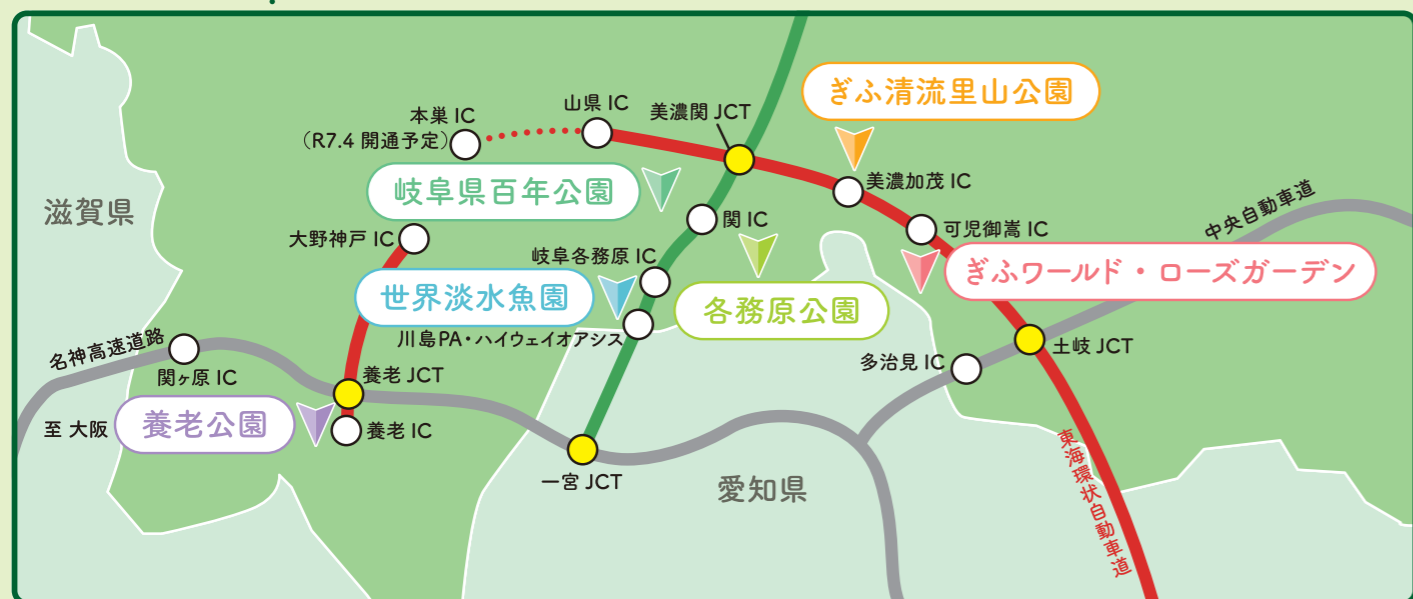 ぎふ清流里山公園
山県 IC
美濃関 JCT
本巣 IC
(R7.4 開通予定)
岐阜県百年公園
美濃加茂 IC
滋賀県
関 IC
中央自動車道
大野神戸 IC
可児御嵩 IC
岐阜各務原 IC
ぎふワールド・ローズガーデン
世界淡水魚園
各務原公園
川島PA・ハイウェイオアシス
名神高速道路
関ヶ原 IC
土岐 JCT
多治見 IC
養老 JCT
養老公園
至 大阪
養老 IC
東海環状自動車道
一宮 JCT
愛知県